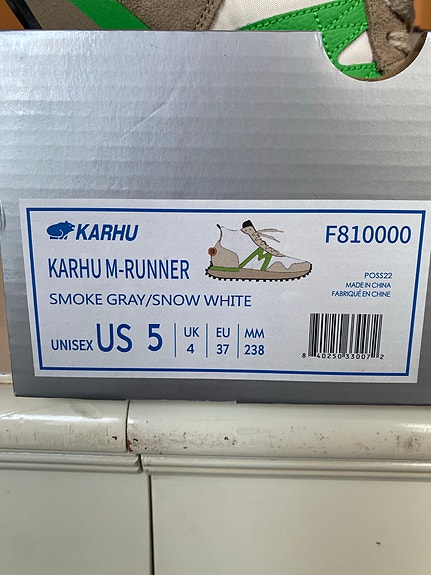 KARHU
F810000
KARHU M-RUNNER
POSS22
MADE IN CHINA
FABRIQUÉ EN CHINE
SMOKE GRAY/SNOW WHITE
UNISEX US 5
UK 4
EU 37
MM 238
8 40250 33007 2